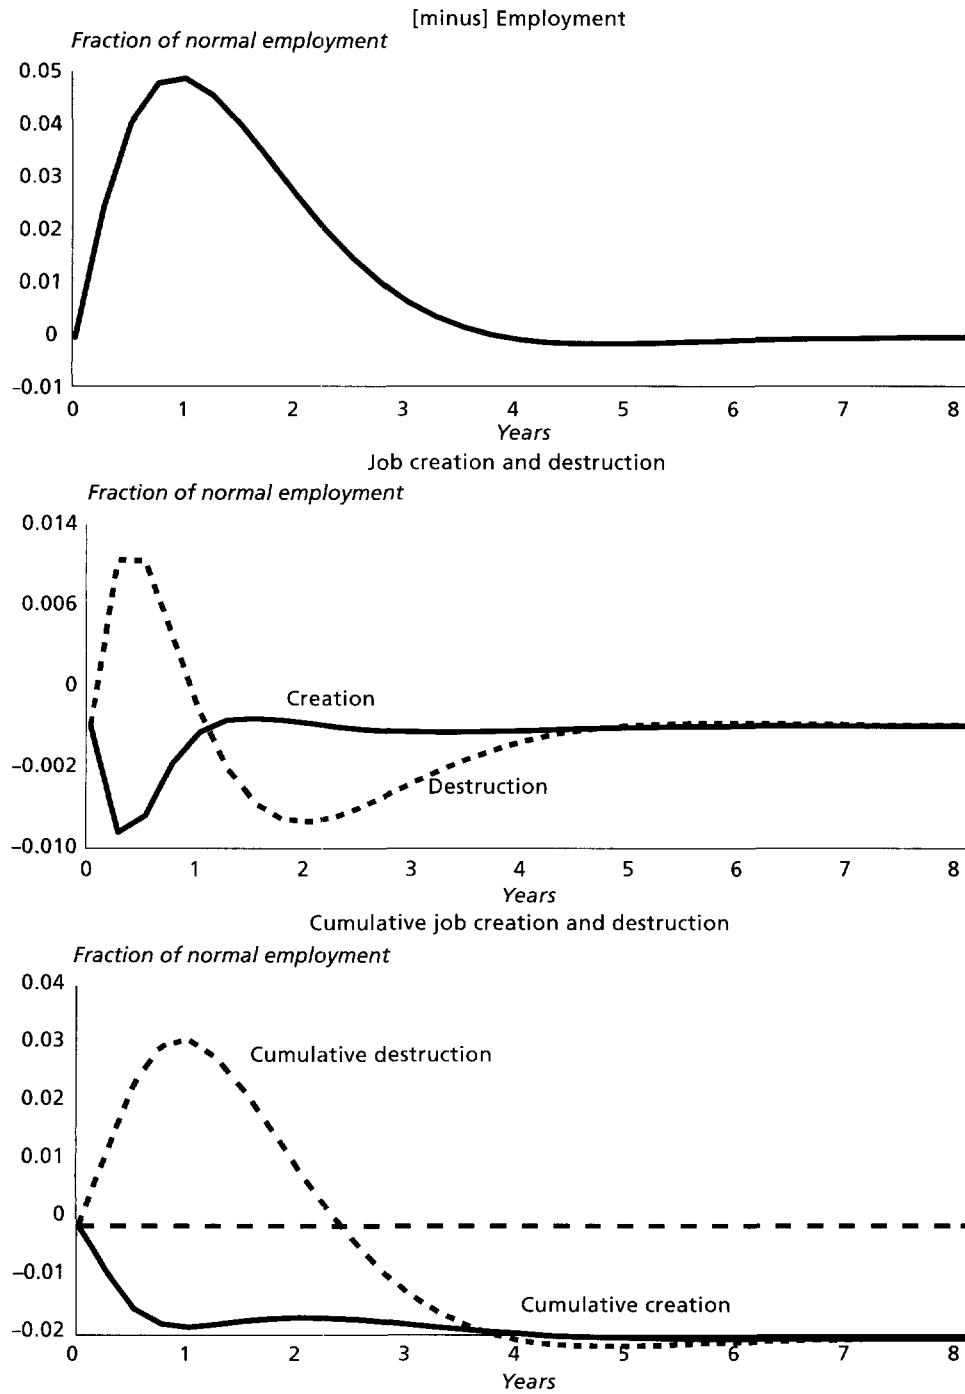 [minus] Employment
Fraction of normal employment
0.05
0.04
0.03
0.02
0.01
0
–0.01
0 1 2 3 4 5 6 7 8
Years
Job creation and destruction
Fraction of normal employment
0.014
0.006
0
Creation
–0.002
Destruction
–0.010
0 1 2 3 4 5 6 7 8
Years
Cumulative job creation and destruction
Fraction of normal employment
0.04
0.03
Cumulative destruction
0.02
0.01
0
–0.01
Cumulative creation
–0.02
0 1 2 3 4 5 6 7 8
Years